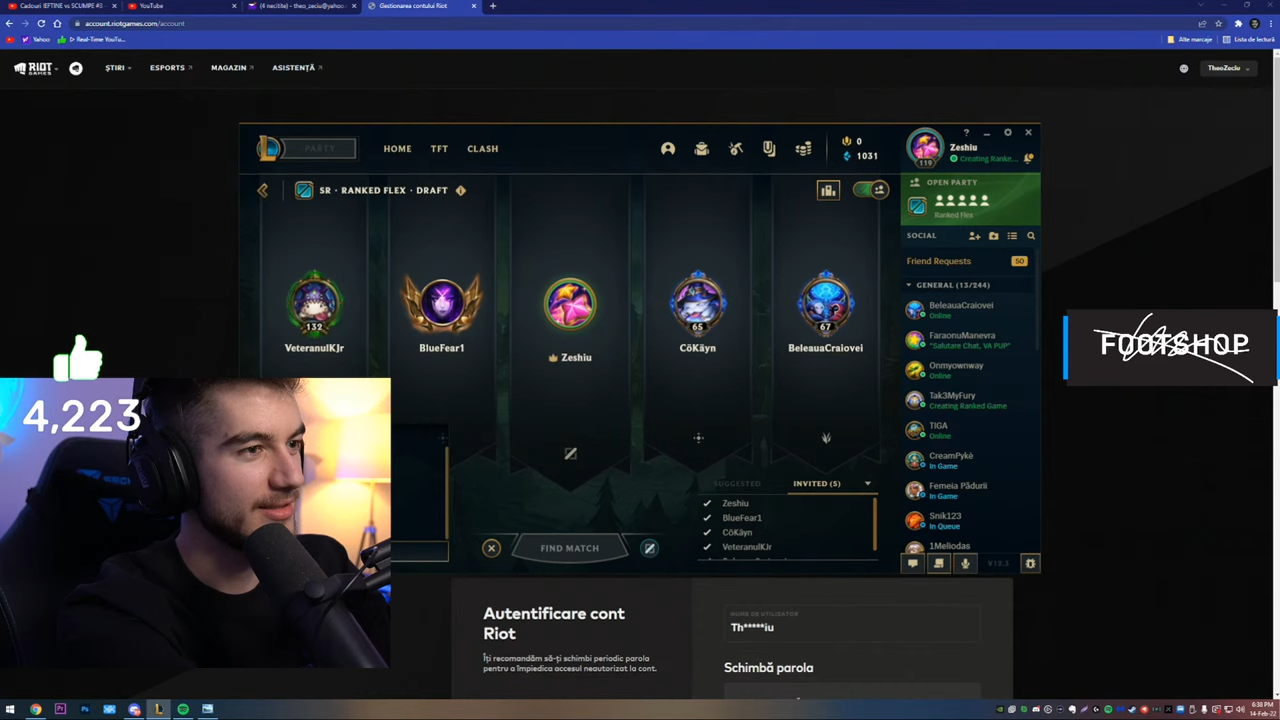 Cadouri IEFTINE vs SCUMPE #3 -
YouTube
(4 necitite) - theo_zeciu@yahoo.
Gestionarea contului Riot
account.riotgames.com/account
Yahoo
Real-Time YouTu...
Alte marcaje
Lista de lectură
RIOT GAMES
ȘTIRI
ESPORTS
MAGAZIN
ASISTENȚĂ
TheoZeciu
PARTY
HOME
TFT
CLASH
0
1031
119
Zeshiu
Creating Ranke...
SR · RANKED FLEX · DRAFT
OPEN PARTY
Ranked Flex
SOCIAL
Friend Requests
50
GENERAL (13/244)
BeleauaCraiovei
Online
FaraonuManevra
"Salutare Chat, VA PUP"
Onmyownway
Online
Tak3MyFury
Creating Ranked Game
TIGA
Online
CreamPykė
In Game
Femeia Pădurii
In Game
Snik123
In Queue
1Meliodas
132
VeteranulKJr
BlueFear1
Zeshiu
65
CôKäyn
67
BeleauaCraiovei
SUGGESTED
INVITED (5)
Zeshiu
BlueFear1
CôKäyn
VeteranulKJr
FIND MATCH
V12.3
4,223
FOOTSHOP
Autentificare cont
Riot
Îți recomandăm să-ți schimbi periodic parola
pentru a împiedica accesul neautorizat la cont.
NUME DE UTILIZATOR
Th*****iu
Schimbă parola
6:38 PM
14-Feb-22